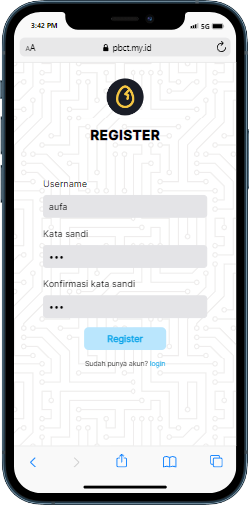 3:42 PM
5G
AA
pbct.my.id
REGISTER
Username
aufa
Kata sandi
•••
Konfirmasi kata sandi
•••
Register
Sudah punya akun? login